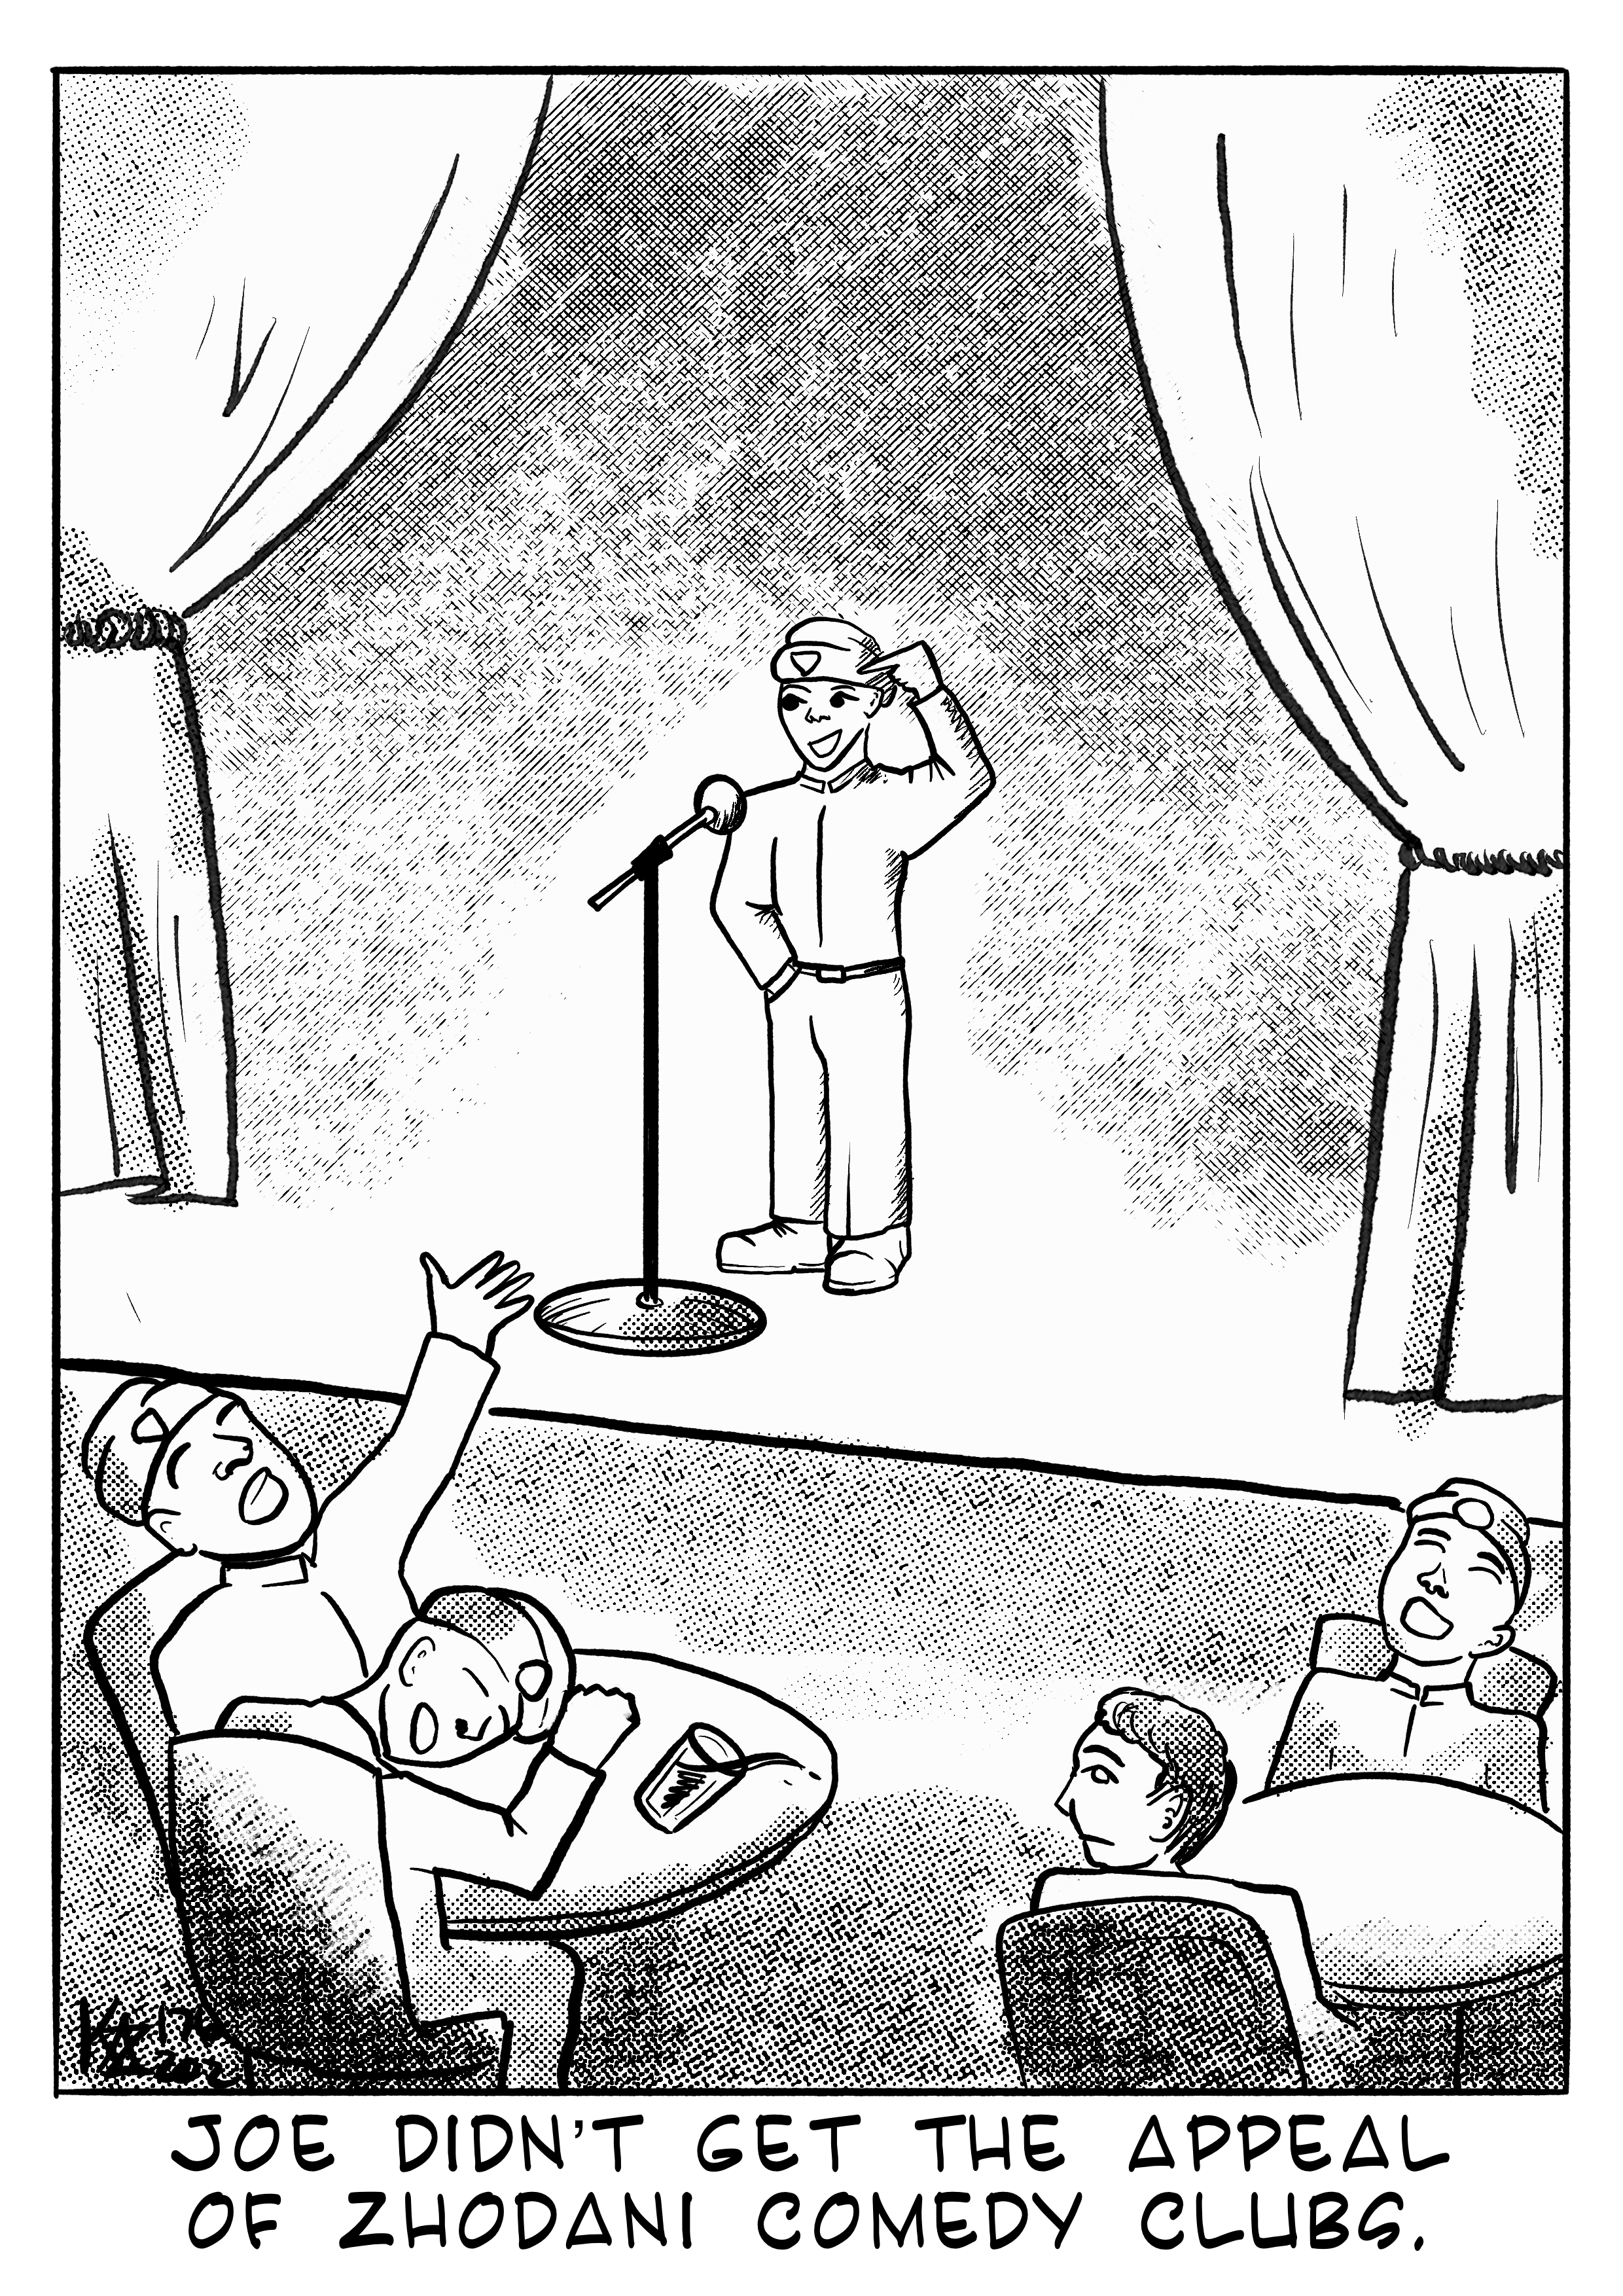 JOE DIDN'T GET THE APPEAL
OF ZHODANI COMEDY CLUBS.